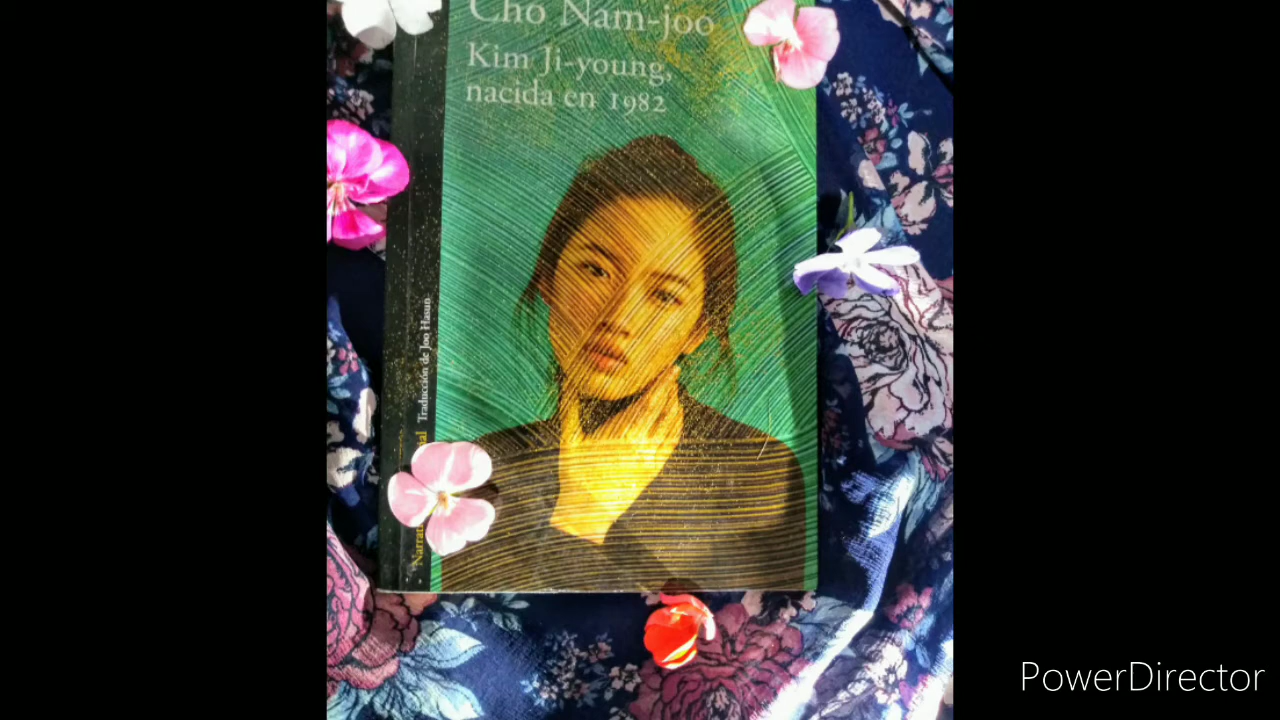 Cho Nam-joo
Kim Ji-young,
nacida en 1982
Traducción de Joo Hasun
PowerDirector